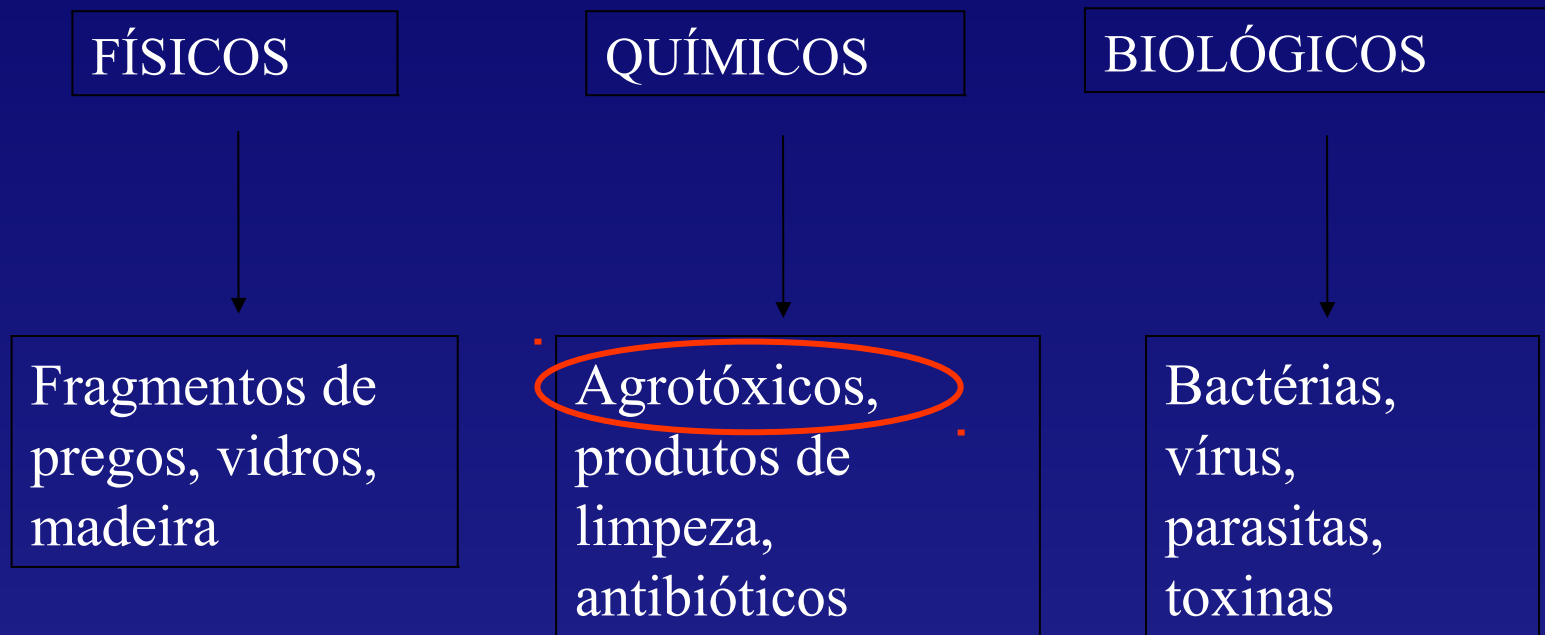 FÍSICOS
QUÍMICOS
BIOLÓGICOS
Fragmentos de
pregos, vidros,
madeira
Agrotóxicos,
produtos de
limpeza,
antibióticos
Bactérias,
vírus,
parasitas,
toxinas